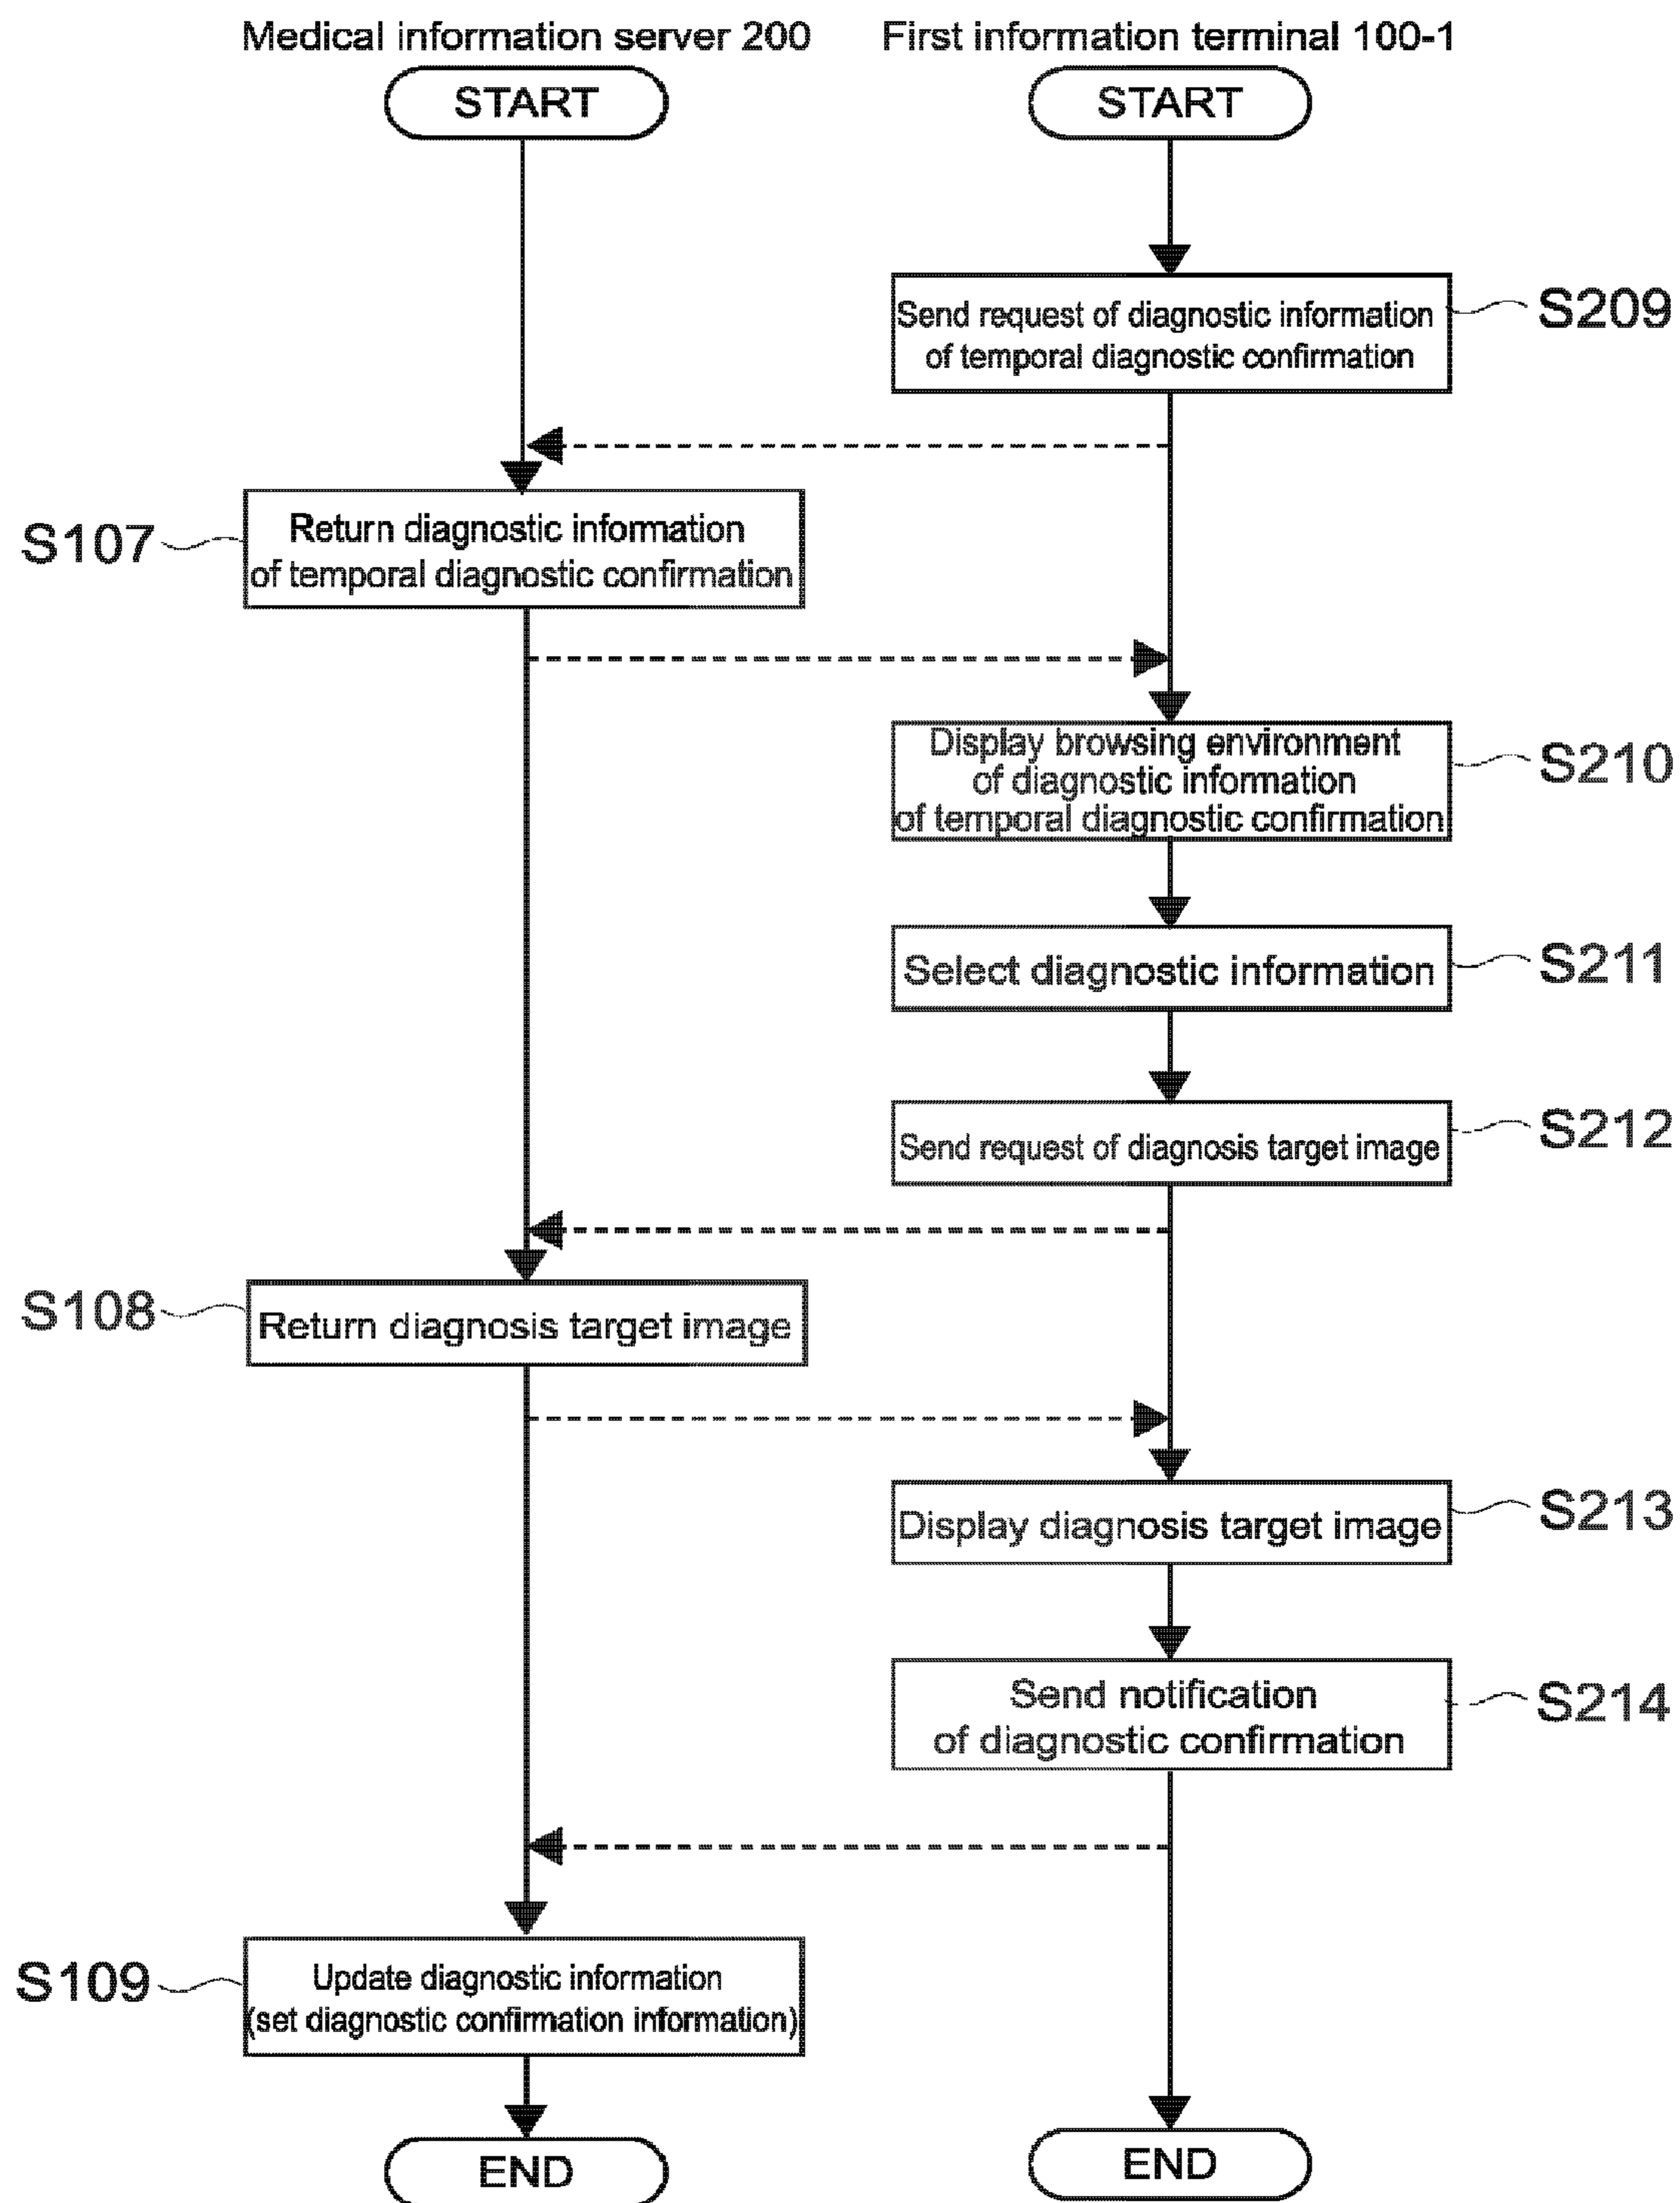 Medical information server 200
First information terminal 100-1
START
START
Send request of diagnostic information
of temporal diagnostic confirmation
S209
S107
Return diagnostic information
of temporal diagnostic confirmation
Display browsing environment
of diagnostic information
of temporal diagnostic confirmation
S210
Select diagnostic information
S211
Send request of diagnosis target image
S212
S108
Return diagnosis target image
Display diagnosis target image
S213
Send notification
of diagnostic confirmation
S214
S109
Update diagnostic information
(set diagnostic confirmation information)
END
END